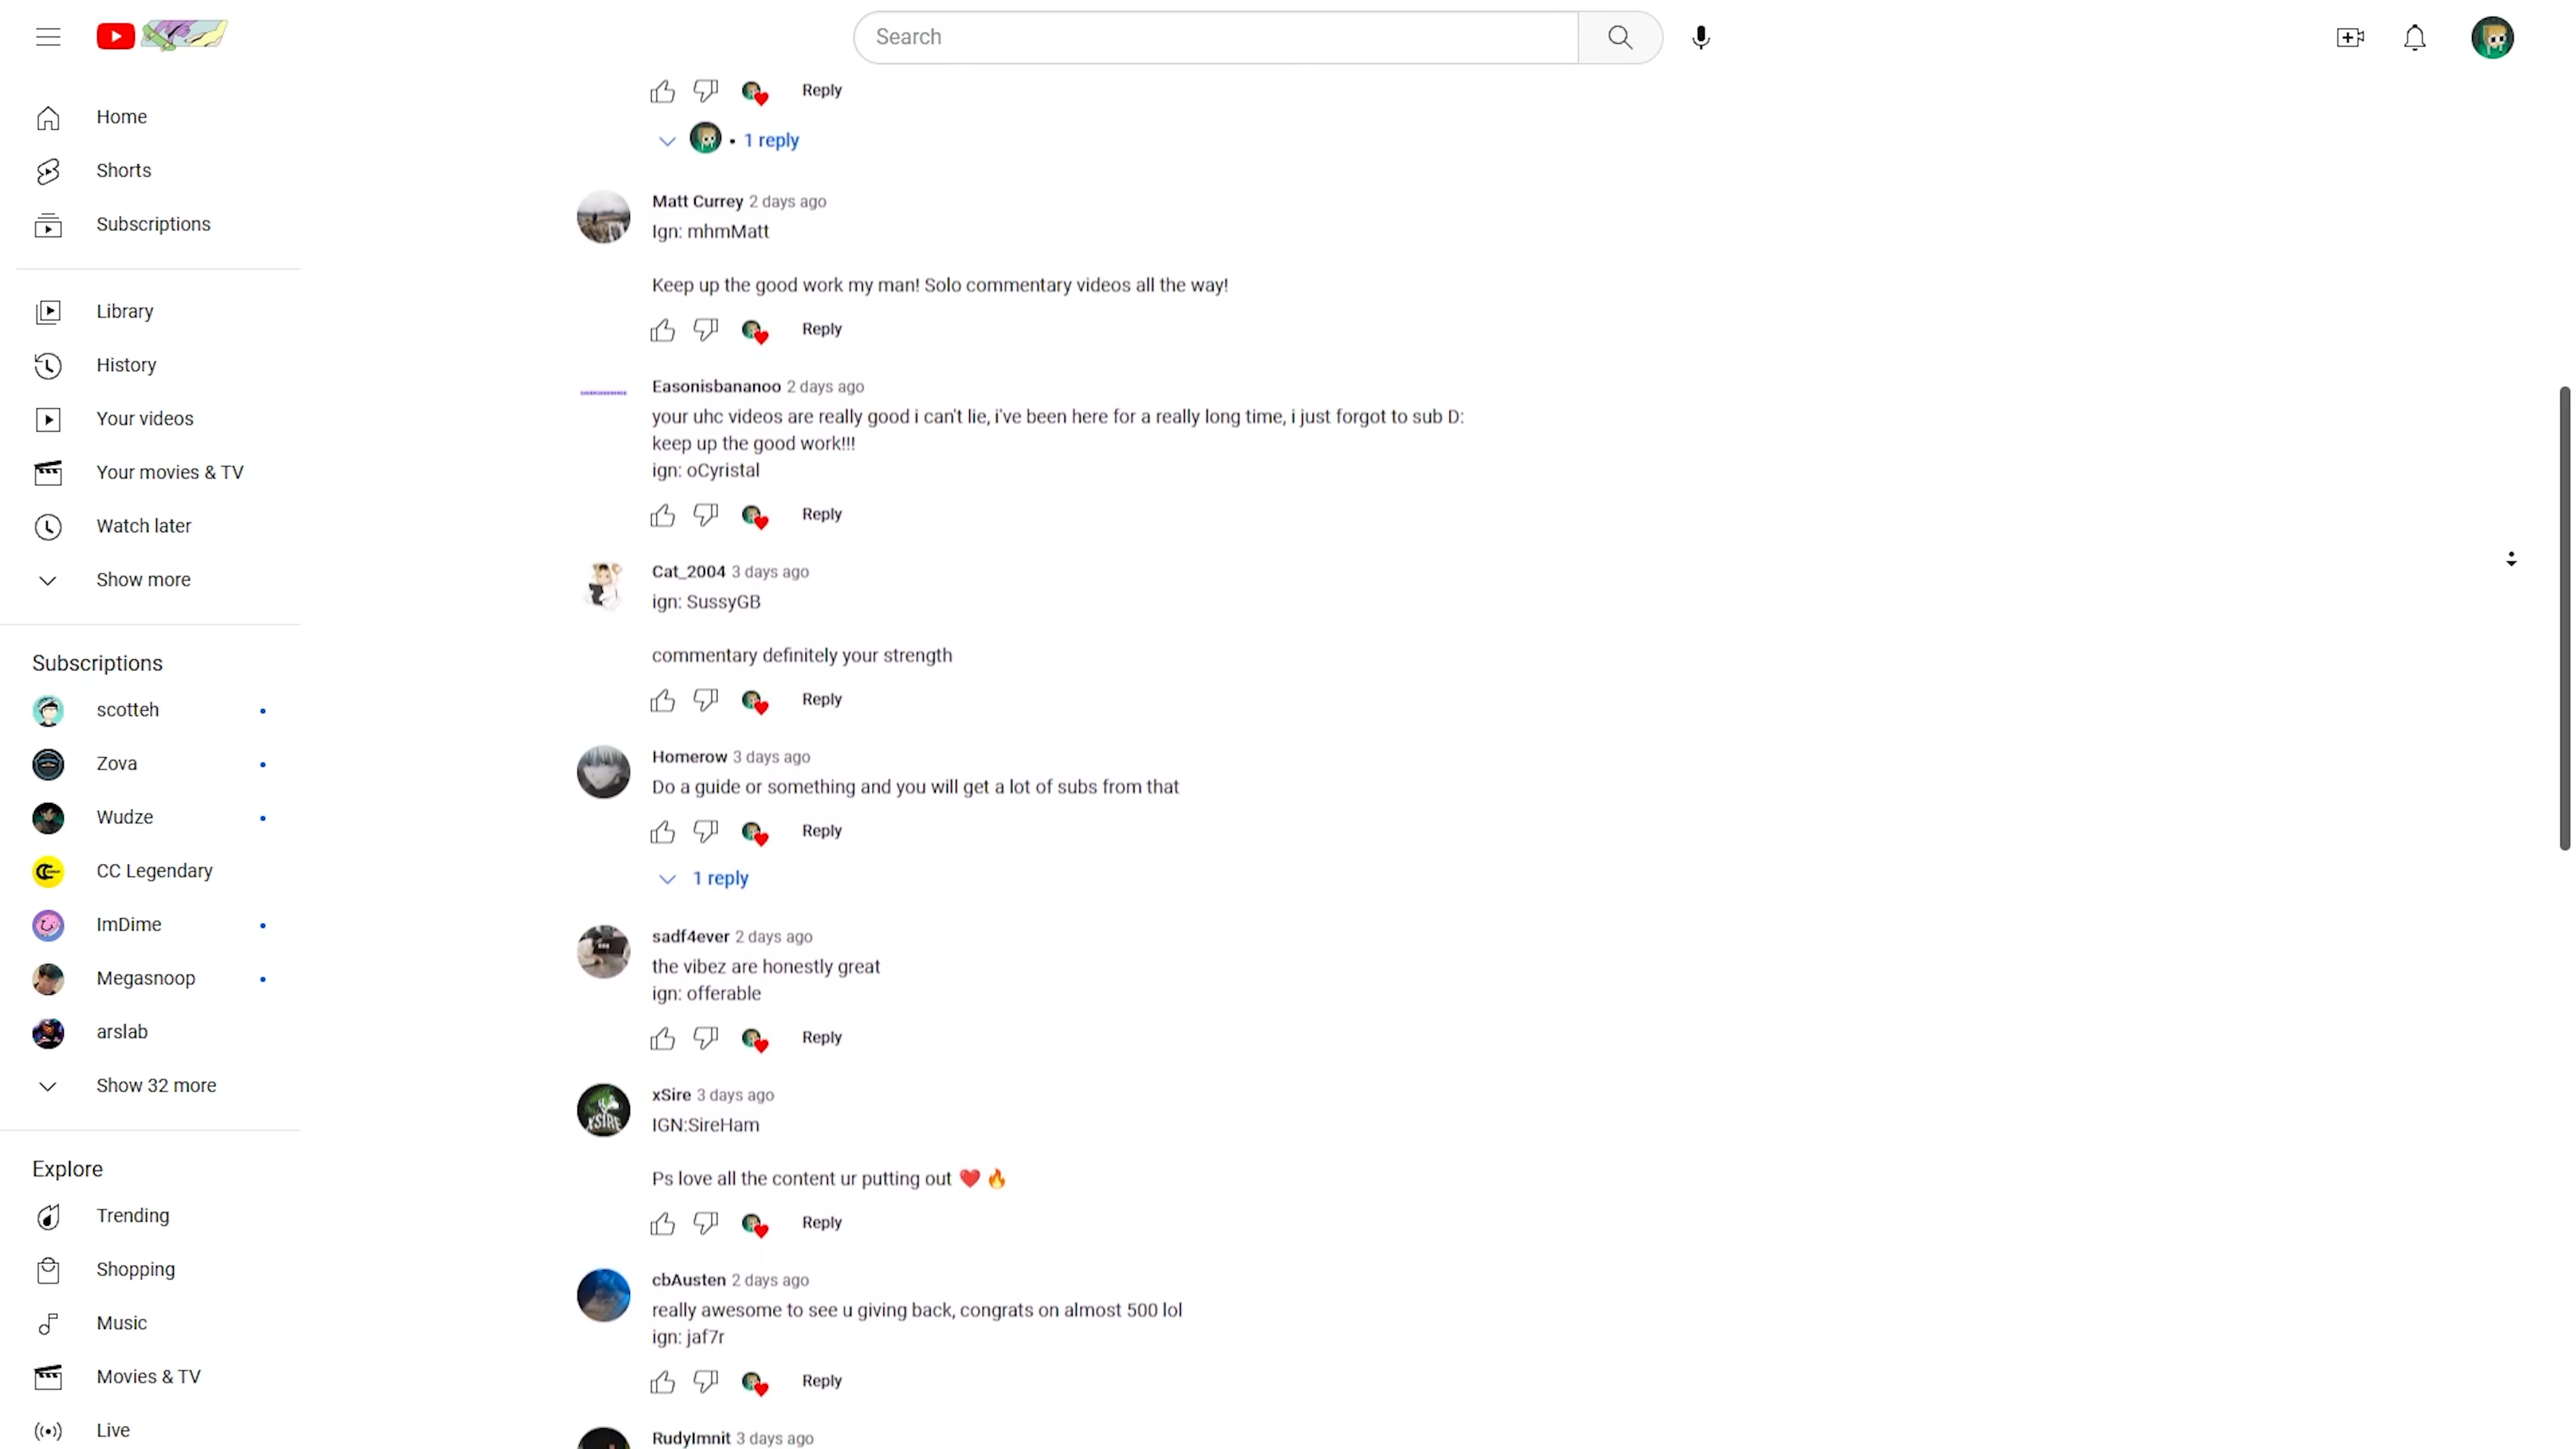 Search
Home
Shorts
Subscriptions
Library
History
Your videos
Your movies & TV
Watch later
Show more
Subscriptions
scotteh
Zova
Wudze
CC Legendary
ImDime
Megasnoop
arslab
Show 32 more
Explore
Trending
Shopping
Music
Movies & TV
Live
Reply
• 1 reply
Matt Currey 2 days ago
Ign: mhmMatt
Keep up the good work my man! Solo commentary videos all the way!
Reply
Easonisbananoo 2 days ago
your uhc videos are really good i can't lie, i've been here for a really long time, i just forgot to sub D:
keep up the good work!!!
ign: oCyristal
Reply
Cat_2004 3 days ago
ign: SussyGB
commentary definitely your strength
Reply
Homerow 3 days ago
Do a guide or something and you will get a lot of subs from that
Reply
1 reply
sadf4ever 2 days ago
the vibez are honestly great
ign: offerable
Reply
XSIRE
xSire 3 days ago
IGN:SireHam
Ps love all the content ur putting out ❤️ 🔥
Reply
cbAusten 2 days ago
really awesome to see u giving back, congrats on almost 500 lol
ign: jaf7r
Reply
RudyImnit 3 days ago